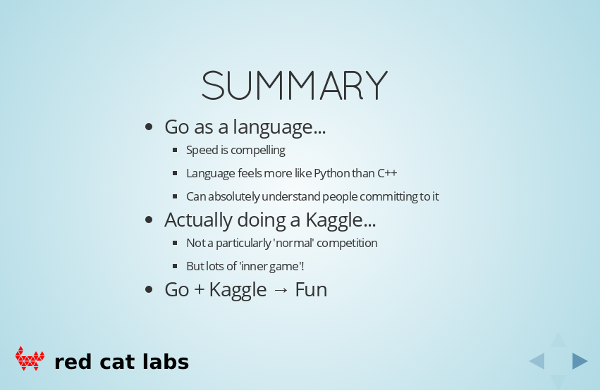 SUMMARY
Go as a language...
Speed is compelling
Language feels more like Python than C++
Can absolutely understand people committing to it
Actually doing a Kaggle...
Not a particularly 'normal' competition
But lots of 'inner game'!
Go + Kaggle → Fun
red cat labs